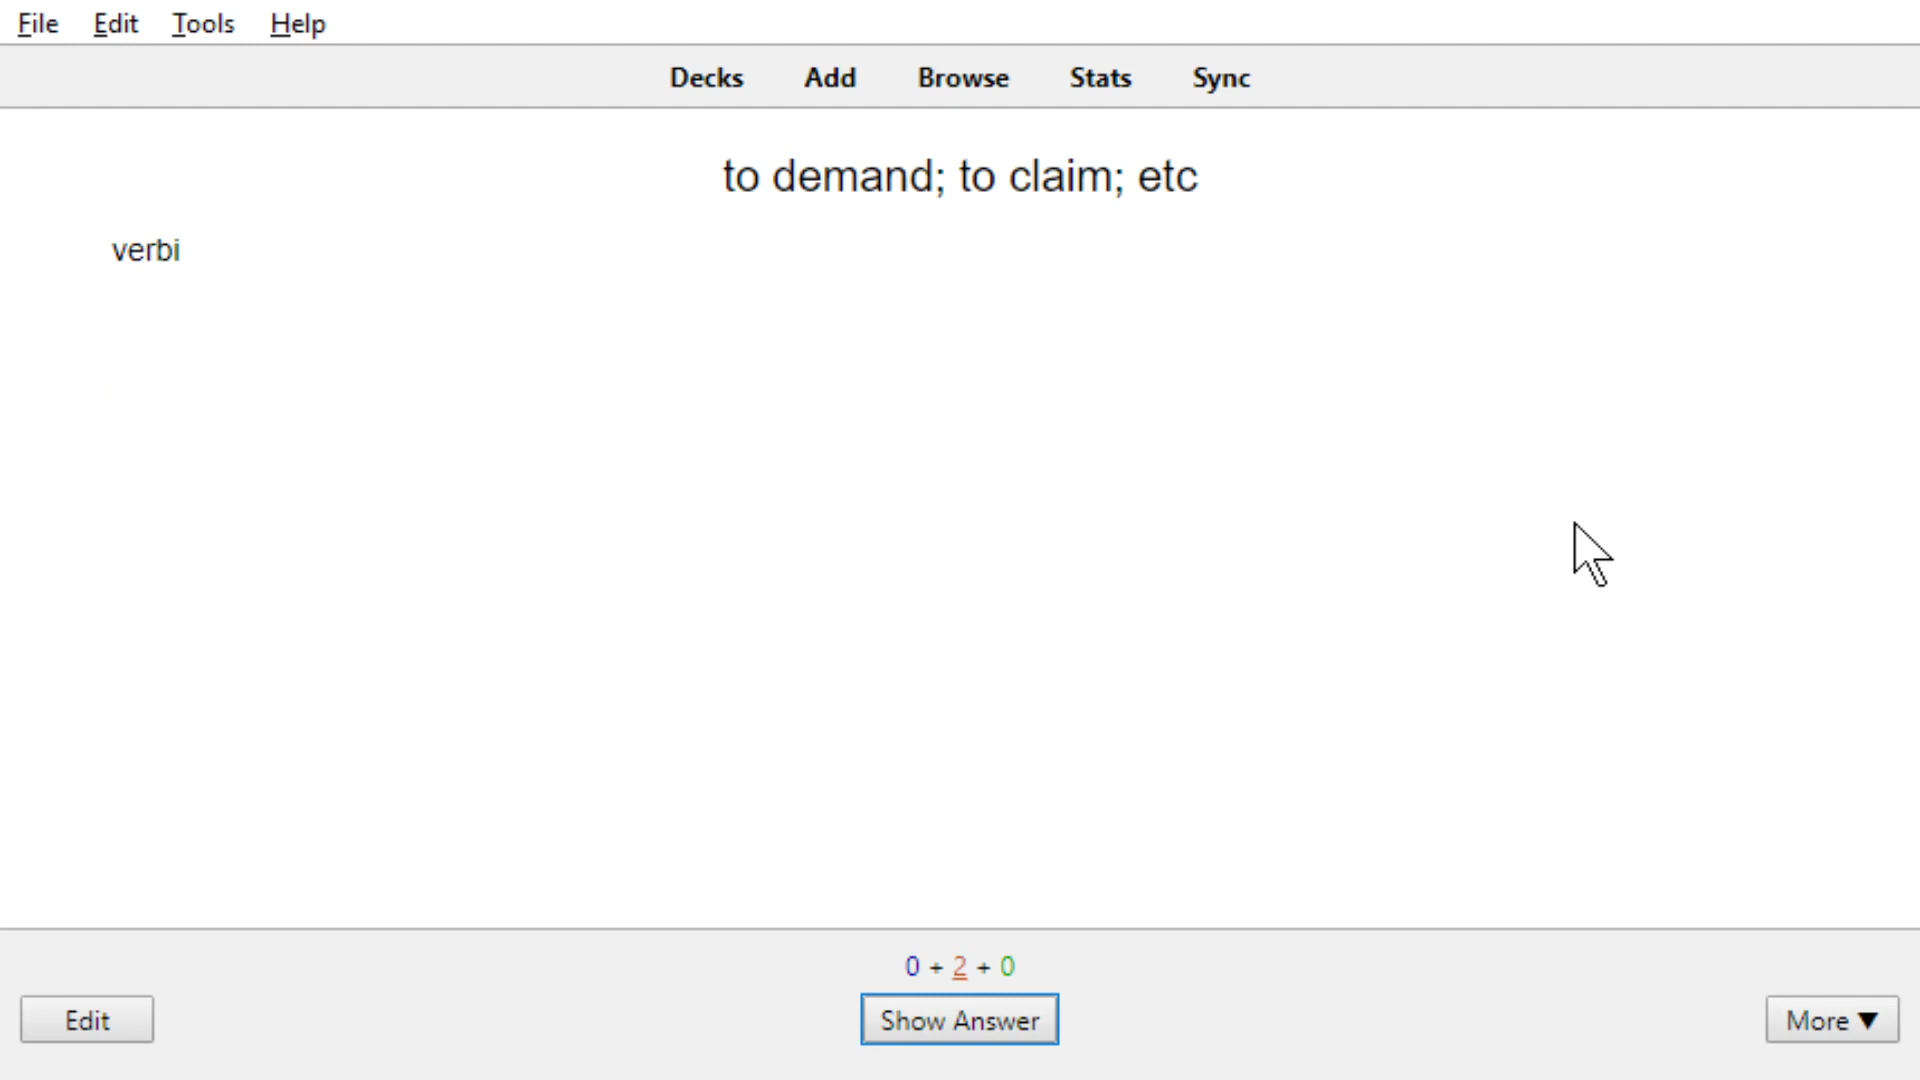 File Edit Tools Help
Decks Add Browse Stats Sync
to demand; to claim; etc
verbi
0 + 2 + 0
Edit Show Answer More ▼